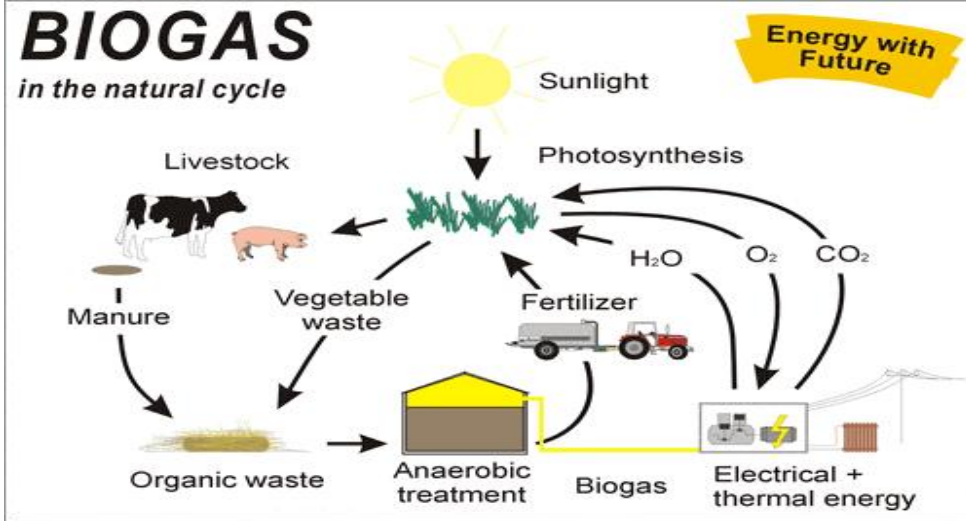 BIOGAS
in the natural cycle
Energy with
Future
Sunlight
Photosynthesis
Livestock
H₂O
O₂
CO₂
Manure
Vegetable
waste
Fertilizer
Organic waste
Anaerobic
treatment
Biogas
Electrical +
thermal energy